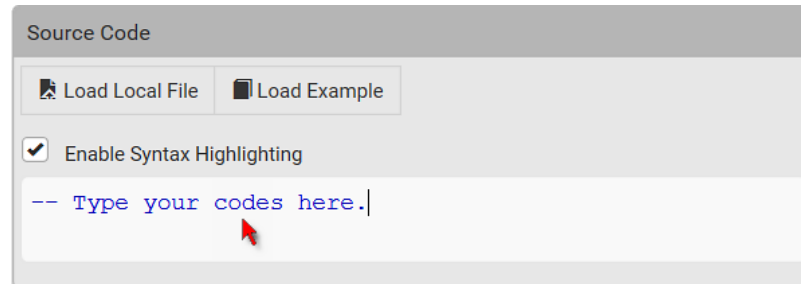 Source Code
Load Local File Load Example
Enable Syntax Highlighting
-- Type your codes here.